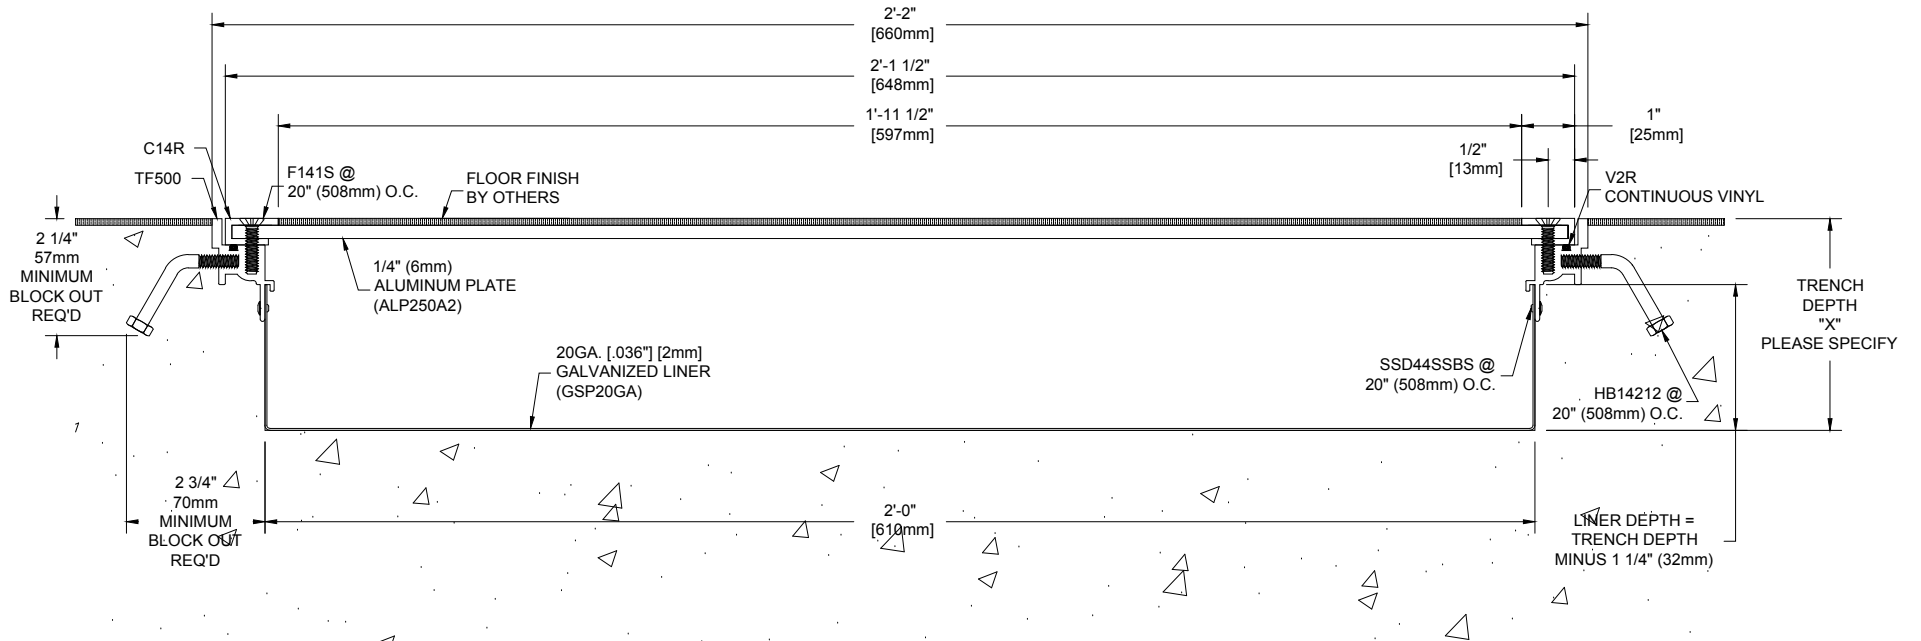 2'-2"
[660mm]
2'-1 1/2"
[648mm]
1'-11 1/2"
[597mm]
1"
[25mm]
1/2"
[13mm]
C14R
TF500
F141S @
20" (508mm) O.C.
FLOOR FINISH
BY OTHERS
V2R
CONTINUOUS VINYL
2 1/4"
57mm
MINIMUM
BLOCK OUT
REQ'D
1/4" (6mm)
ALUMINUM PLATE
(ALP250A2)
TRENCH
DEPTH
"X"
PLEASE SPECIFY
20GA. [.036"] [2mm]
GALVANIZED LINER
(GSP20GA)
SSD44SSBS @
20" (508mm) O.C.
HB14212 @
20" (508mm) O.C.
1
2 3/4"
70mm
MINIMUM
BLOCK OUT
REQ'D
2'-0"
[610mm]
LINER DEPTH =
TRENCH DEPTH
MINUS 1 1/4" (32mm)